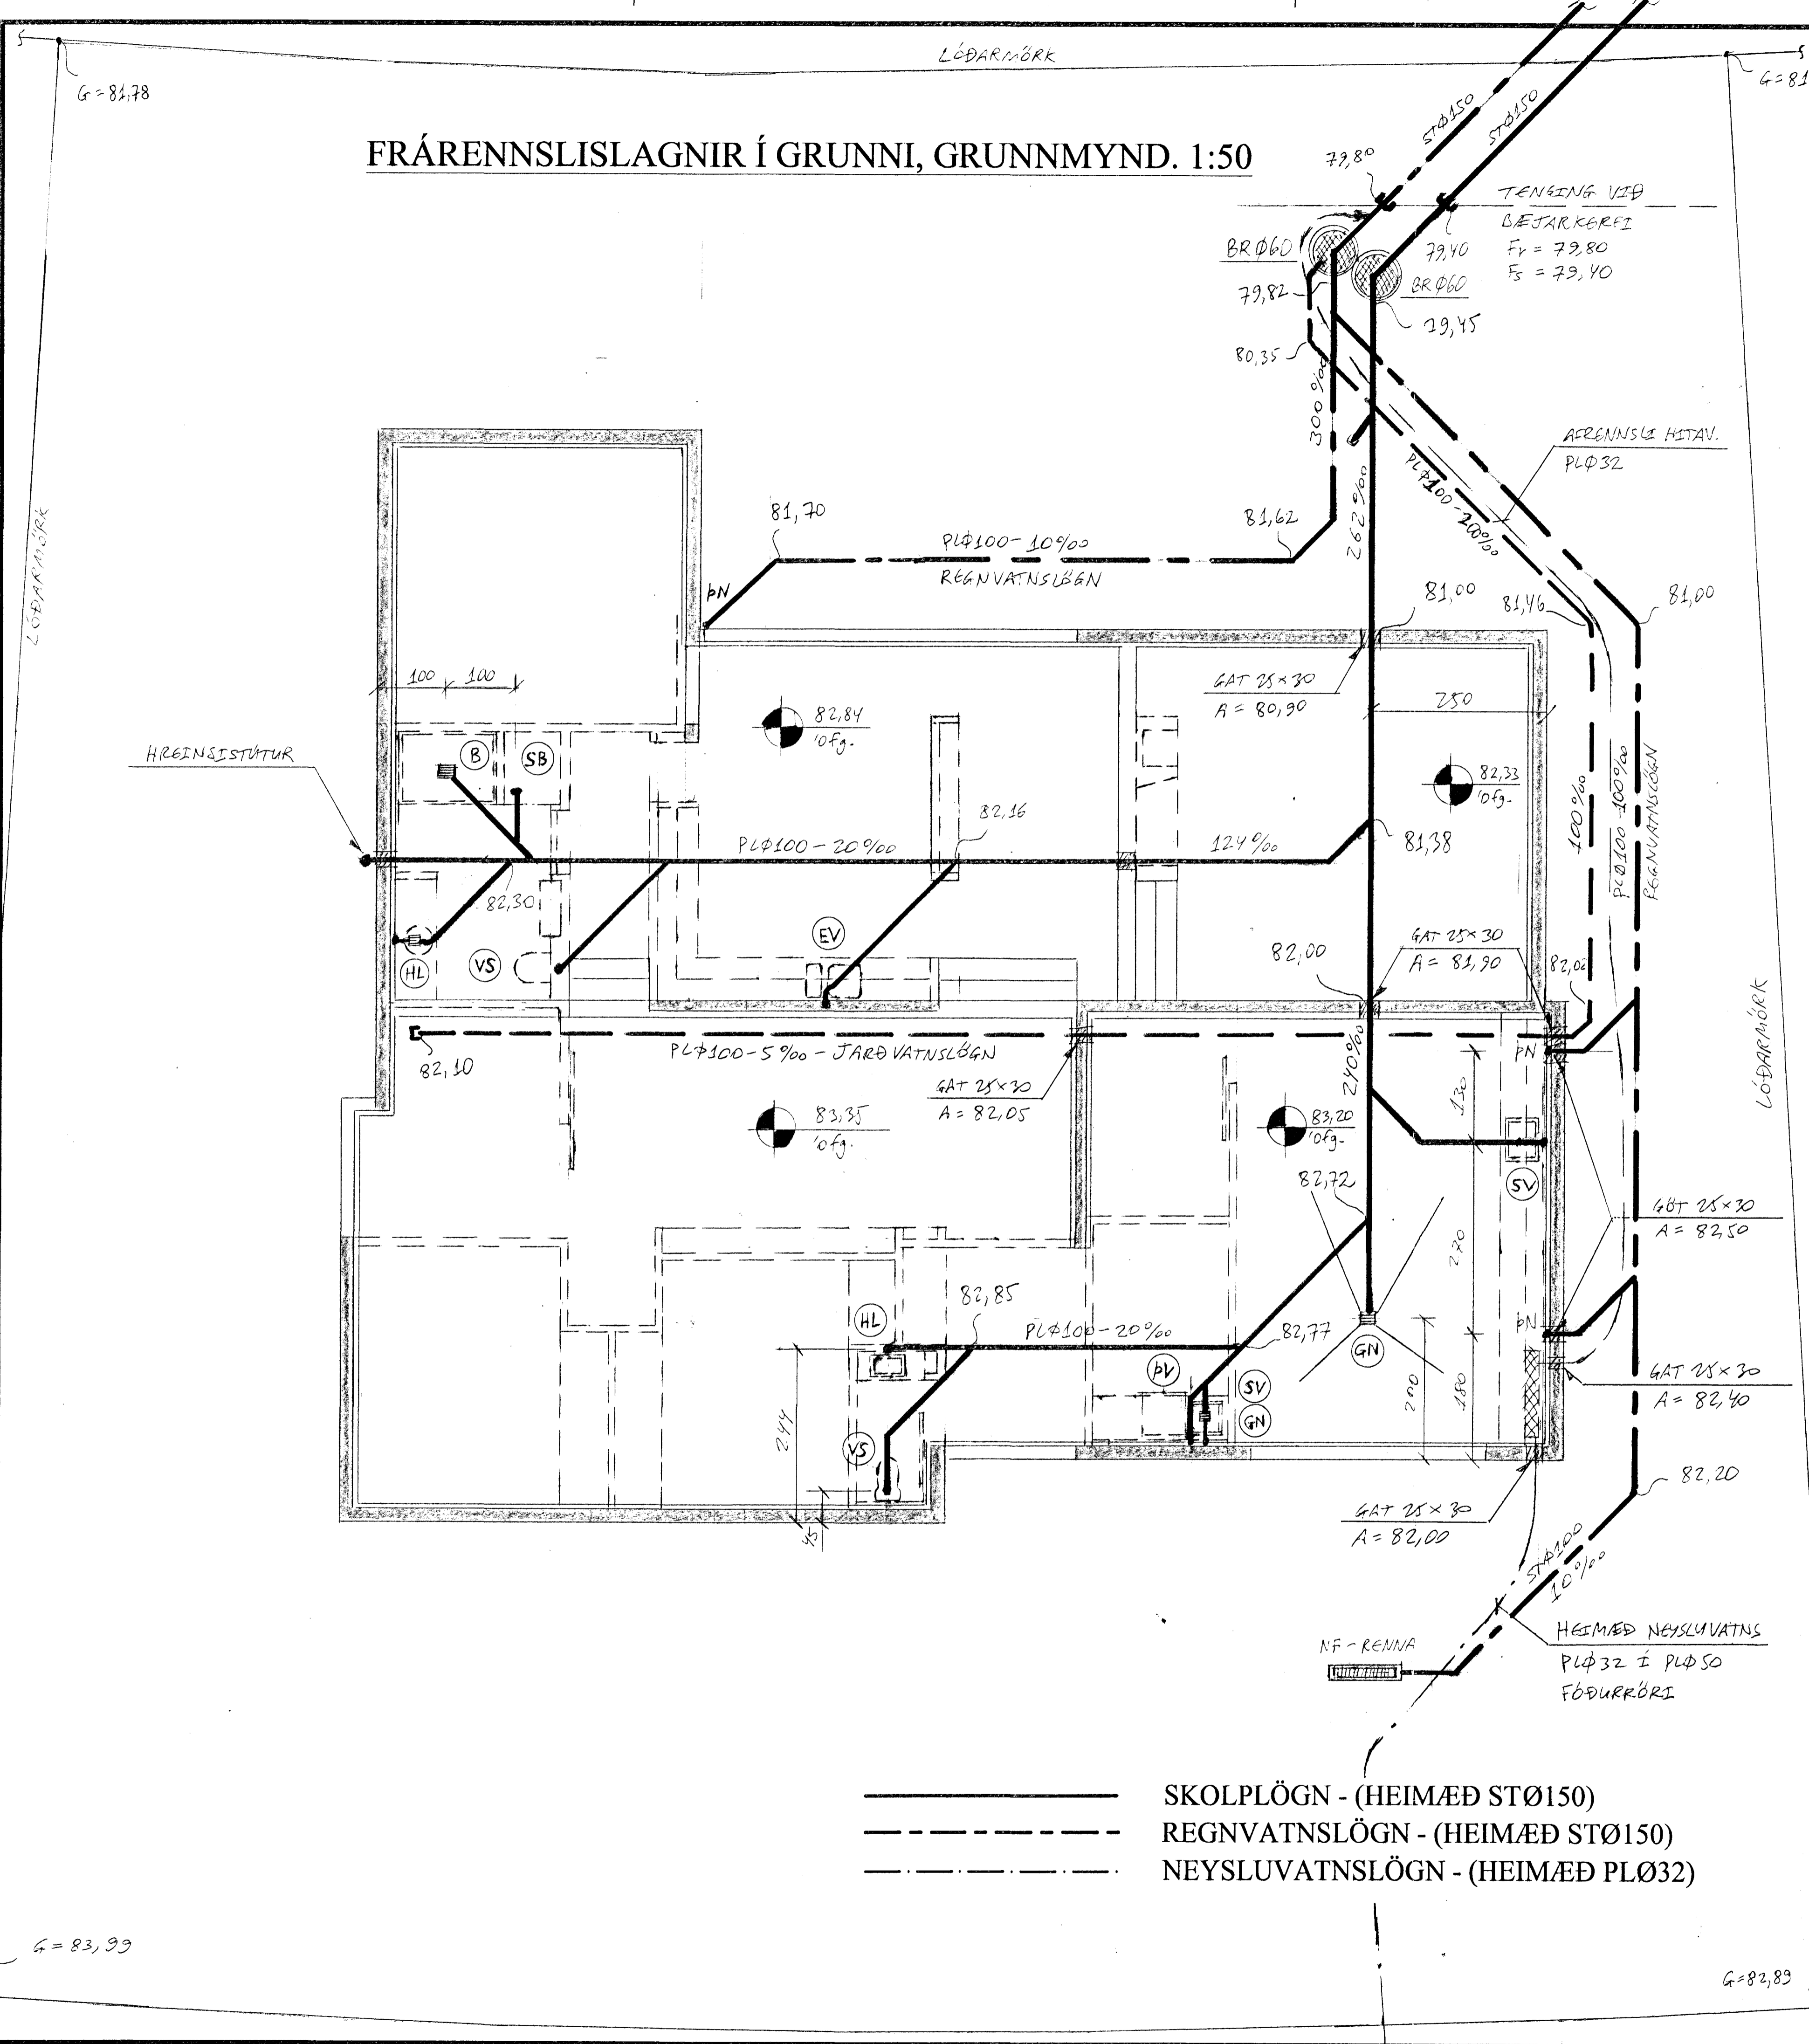 LÓÐARMÖRK
G = 81,78
G = 81
FRÁRENNSLISLAGNIR Í GRUNNI, GRUNNMYND. 1:50
STØ150
STØ150
79,80
TENGING VIÐ
BÆJARKERFI
Fr = 79,80
Fs = 79,40
BRØ60
79,40
79,82
BRØ60
79,45
80,35
300‰
AFRENNSLI HITAV.
PLØ32
PLØ100-200‰
262‰
LÓÐARMÖRK
81,70
81,62
PLØ100-10‰
REGNVATNSLÖGN
ÞN
81,00
81,46
81,00
GAT 25×30
A = 80,90
100
100
250
82,84
ófg.
HREINSISTÚTUR
B
SB
82,33
ófg.
100‰
PLØ100-100‰
REGNVATNSLÖGN
82,16
PLØ100-20‰
124‰
81,38
82,30
EV
HL
VS
82,00
GAT 25×30
A = 81,90
82,02
LÓÐARMÖRK
PLØ100-5‰-JARÐVATNSLÖGN
82,10
240‰
ÞN
GAT 25×30
A = 82,05
130
83,35
ófg.
83,20
ófg.
82,72
SV
GÖT 25×30
A = 82,50
270
82,85
HL
PLØ100-20‰
82,77
GN
ÞN
ÞV
SV
GN
200
180
GAT 25×30
A = 82,40
244
VS
45
82,20
GAT 25×30
A = 82,00
STØ100
10‰
NF-RENNA
HEIMÆÐ NEYSLUVATNS
PLØ32 Í PLØ50
FÓÐURRÖRI
SKOLPLÖGN - (HEIMÆÐ STØ150)
REGNVATNSLÖGN - (HEIMÆÐ STØ150)
NEYSLUVATNSLÖGN - (HEIMÆÐ PLØ32)
G = 83,99
G=82,89